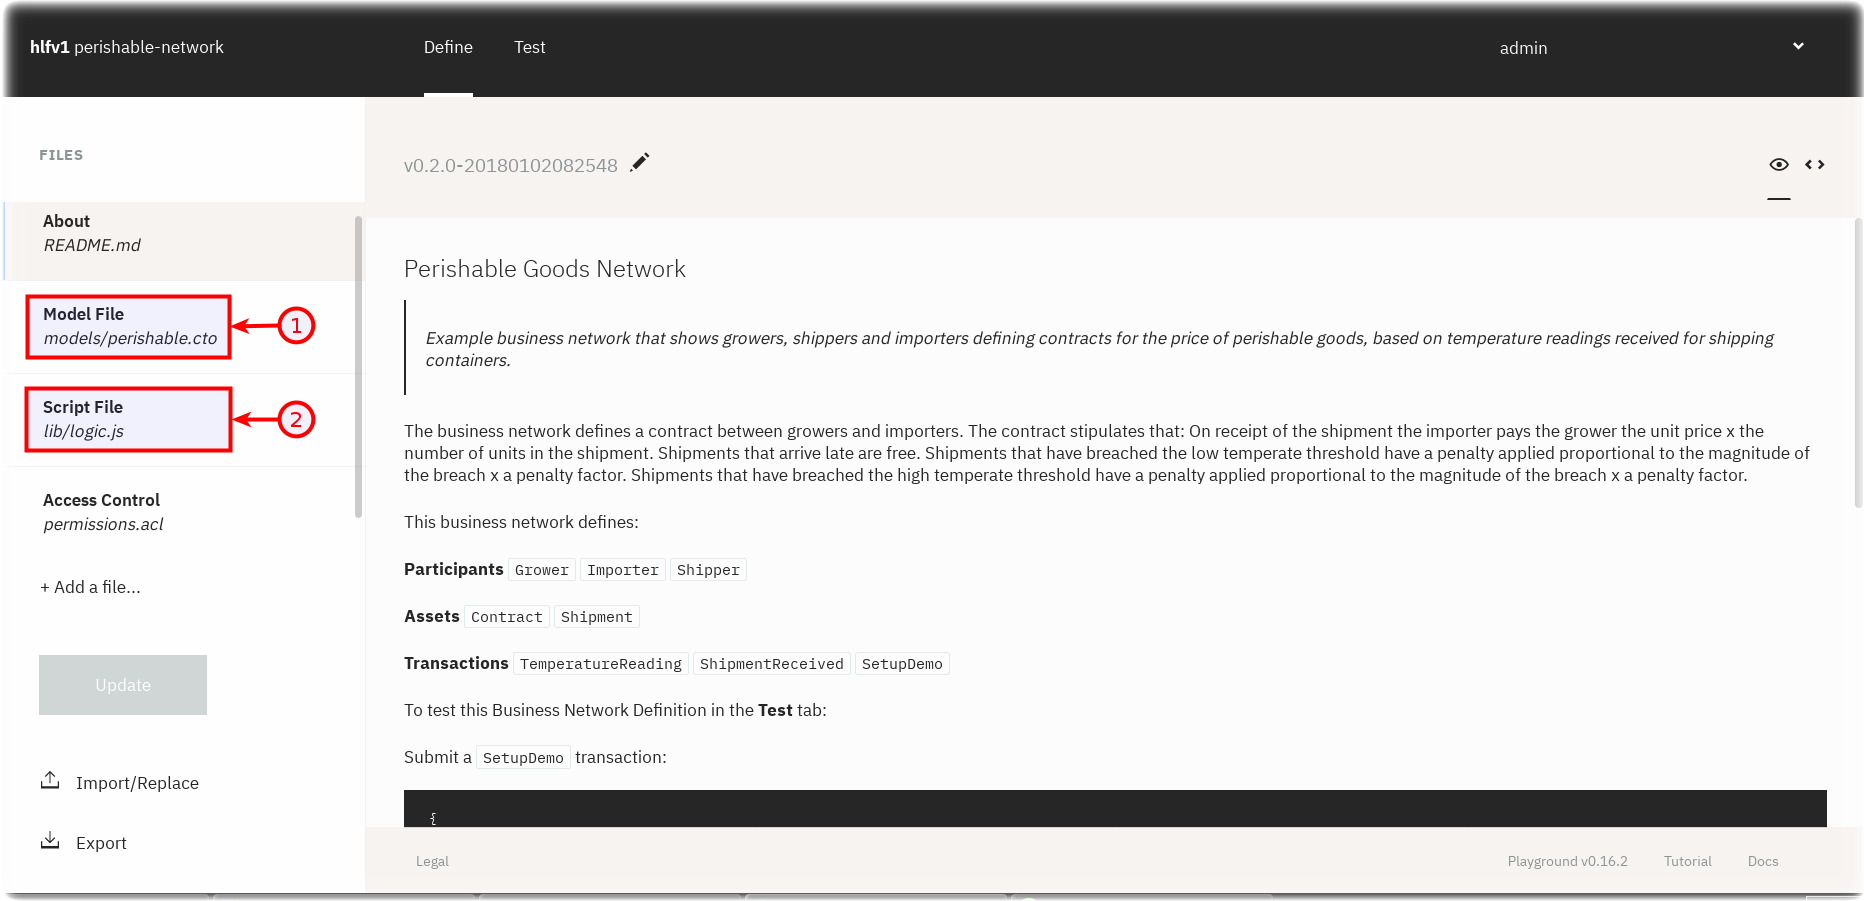 hlfv1 perishable-network
Define
Test
admin
FILES
About
README.md
Model File
models/perishable.cto
1
Script File
lib/logic.js
2
Access Control
permissions.acl
+ Add a file...
Update
Import/Replace
Export
v0.2.0-20180102082548
Perishable Goods Network
Example business network that shows growers, shippers and importers defining contracts for the price of perishable goods, based on temperature readings received for shipping
containers.
The business network defines a contract between growers and importers. The contract stipulates that: On receipt of the shipment the importer pays the grower the unit price x the
number of units in the shipment. Shipments that arrive late are free. Shipments that have breached the low temperate threshold have a penalty applied proportional to the magnitude of
the breach x a penalty factor. Shipments that have breached the high temperate threshold have a penalty applied proportional to the magnitude of the breach x a penalty factor.
This business network defines:
Participants Grower Importer Shipper
Assets Contract Shipment
Transactions TemperatureReading ShipmentReceived SetupDemo
To test this Business Network Definition in the Test tab:
Submit a SetupDemo transaction:
{
Legal
Playground v0.16.2
Tutorial
Docs